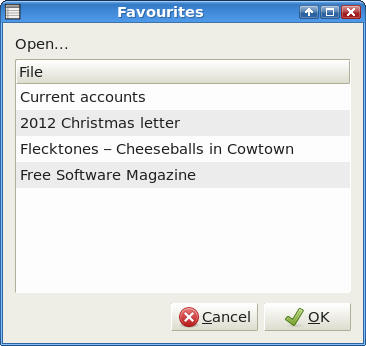 Favourites
Open...
File
Current accounts
2012 Christmas letter
Flecktones – Cheeseballs in Cowtown
Free Software Magazine
Cancel OK